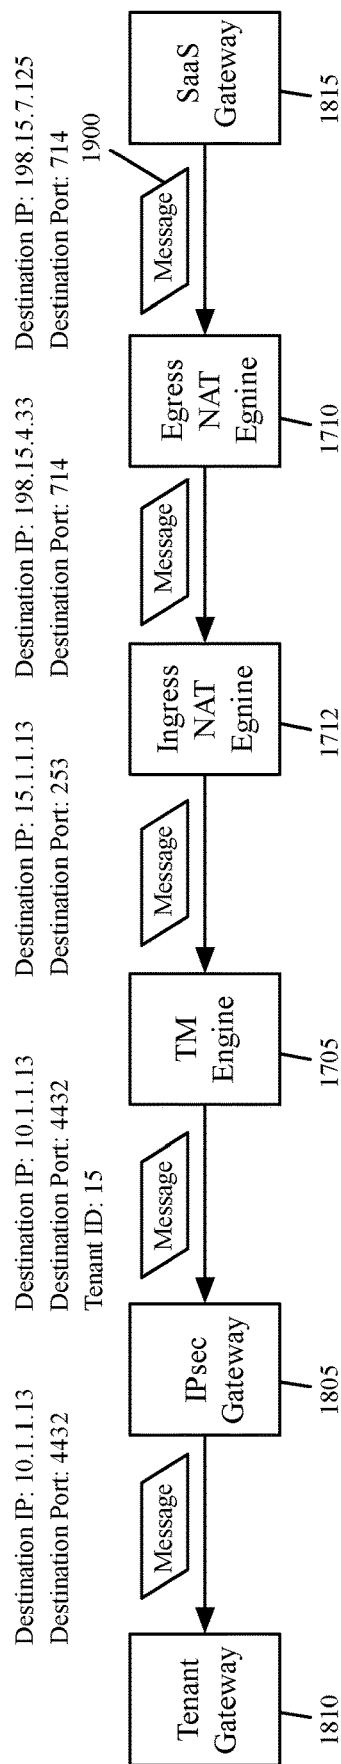 Destination IP: 10.1.1.13
Destination Port: 4432
Destination IP: 10.1.1.13
Destination Port: 4432
Tenant ID: 15
Destination IP: 15.1.1.13
Destination Port: 253
Destination IP: 198.15.4.33
Destination Port: 714
Destination IP: 198.15.7.125
Destination Port: 714
1900
Message
Message
Message
Message
Message
Tenant
Gateway
IPsec
Gateway
TM
Engine
Ingress
NAT
Egnine
Egress
NAT
Egnine
SaaS
Gateway
1810
1805
1705
1712
1710
1815